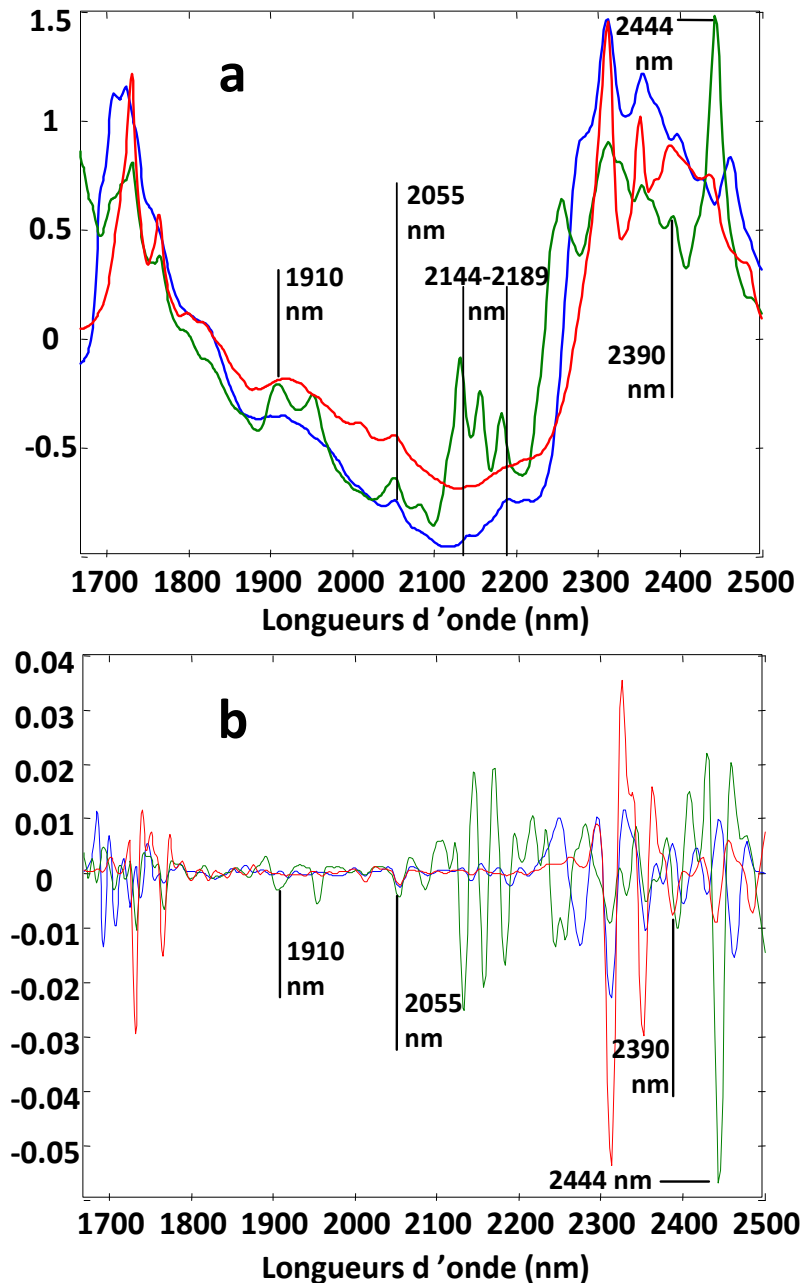 a
1.5
1
0.5
0
-0.5
2444
nm
2055
nm
1910
nm
2144-2189
nm
2390
nm
1700 1800 1900 2000 2100 2200 2300 2400 2500
Longueurs d ’onde (nm)
b
0.04
0.03
0.02
0.01
0
-0.01
-0.02
-0.03
-0.04
-0.05
1910
nm
2055
nm
2390
nm
2444 nm
1700 1800 1900 2000 2100 2200 2300 2400 2500
Longueurs d ’onde (nm)